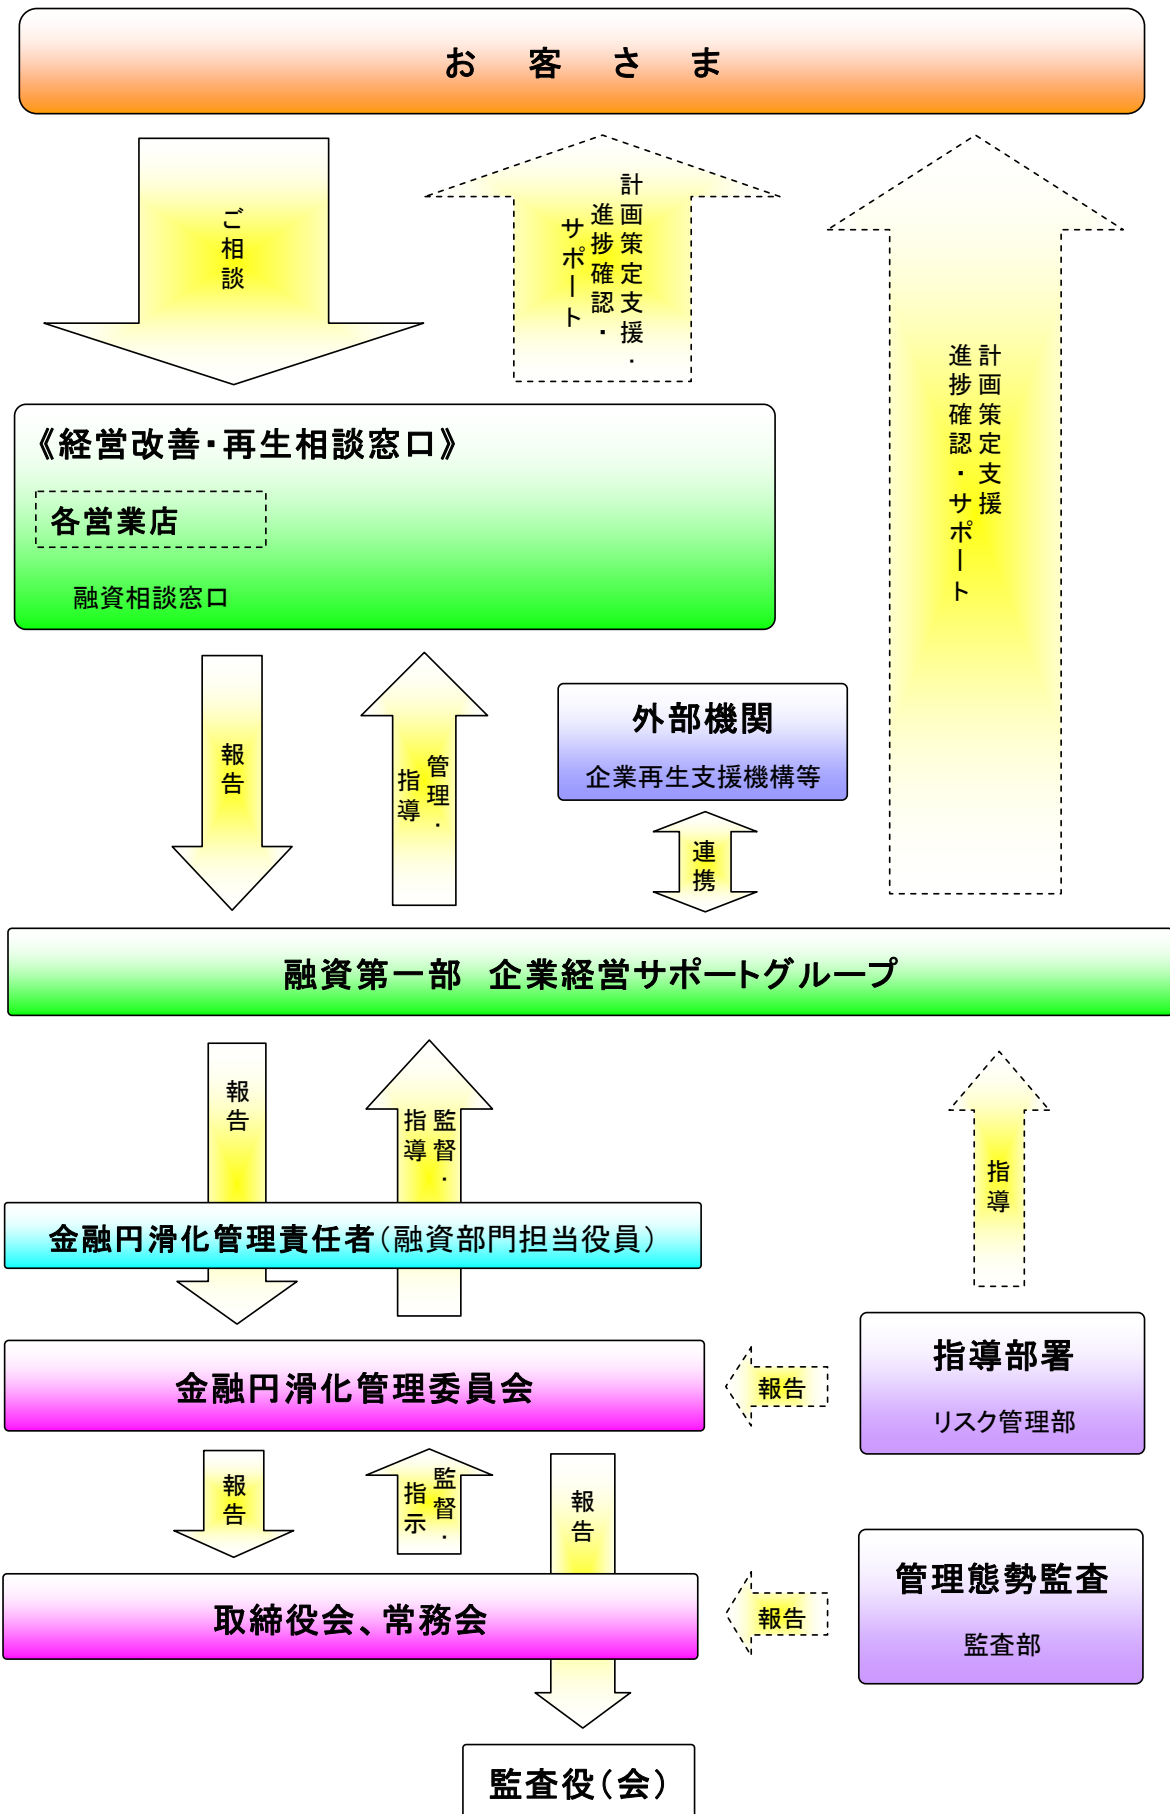 お客さま
ご相談
計画策定支援・
進捗確認・
サポート
計画策定支援
進捗確認・サポート
《経営改善・再生相談窓口》
各営業店
融資相談窓口
報告
管理・
指導
外部機関
企業再生支援機構等
連携
融資第一部 企業経営サポートグループ
報告
監督・
指導
指導
金融円滑化管理責任者(融資部門担当役員)
金融円滑化管理委員会
報告
指導部署
リスク管理部
報告
監督・
指示
報告
取締役会、常務会
報告
管理態勢監査
監査部
監査役(会)